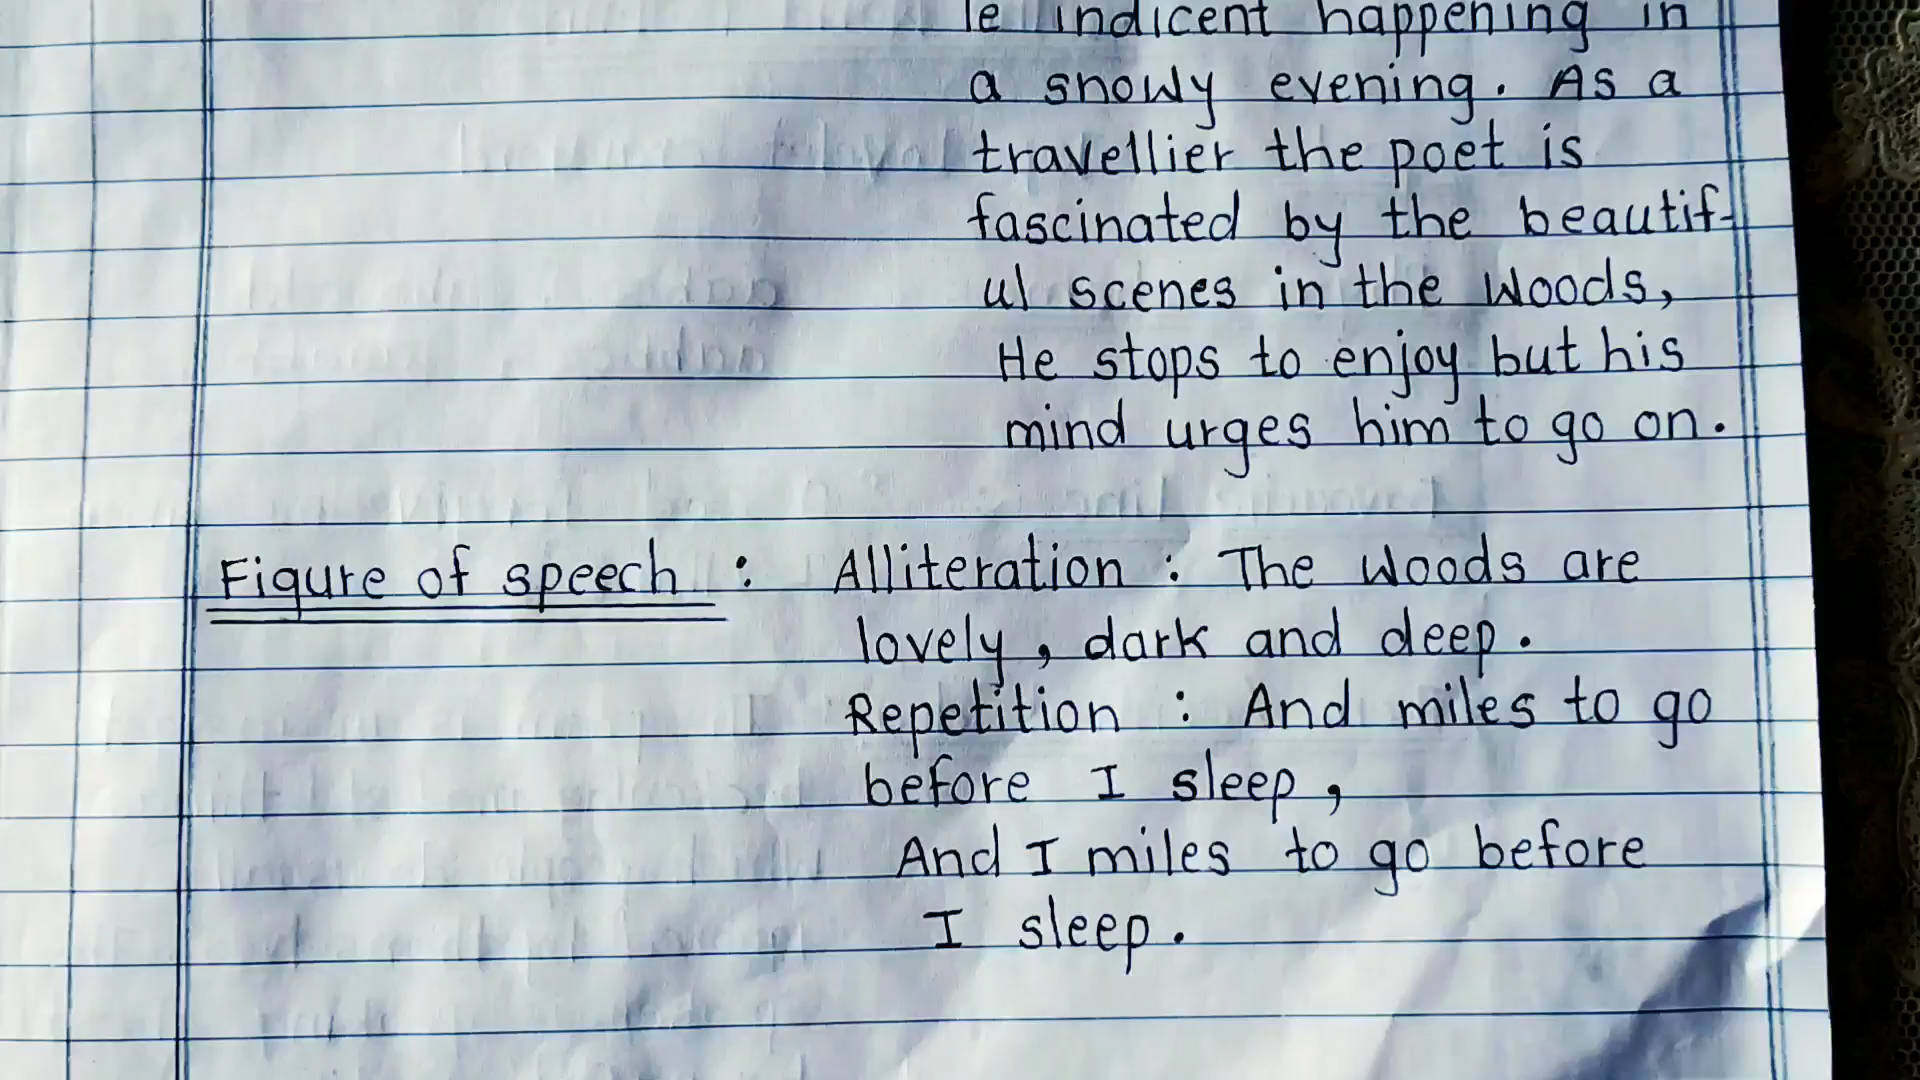 le indicent happening in
a snowly evening. As a
travellier the poet is
fascinated by the beautif-
ul scenes in the woods,
He stops to enjoy but his
mind urges him to go on.
Figure of speech : Alliteration : The woods are
lovely, dark and deep.
Repetition : And miles to go
before I sleep,
And I miles to go before
I sleep.